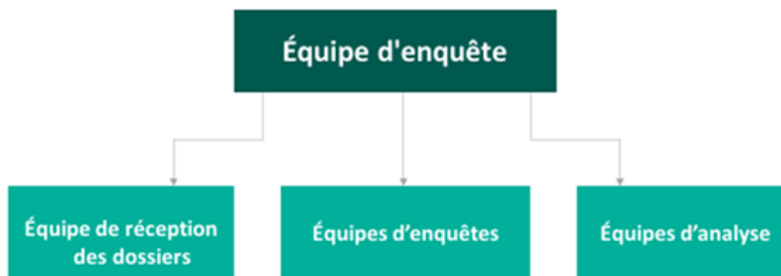 Équipe d'enquête
Équipe de réception
des dossiers
Équipes d’enquêtes
Équipes d’analyse